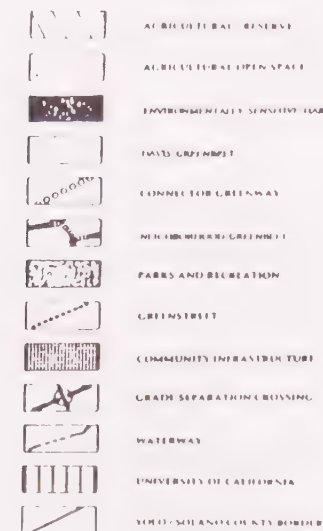 AGRICULTURAL RESERVE
AGRICULTURAL OPEN SPACE
ENVIRONMENTALLY SENSITIVE HAB
DAVIS GREENBELT
CONNECTOR GREENWAY
NEIGHBORHOOD GREENBELT
PARKS AND RECREATION
GREENSTREET
COMMUNITY INFRASTRUCTURE
GRADE SEPARATION CROSSING
WATERWAY
UNIVERSITY OF CALIFORNIA
YOLO / SOLANO COUNTY BORDER